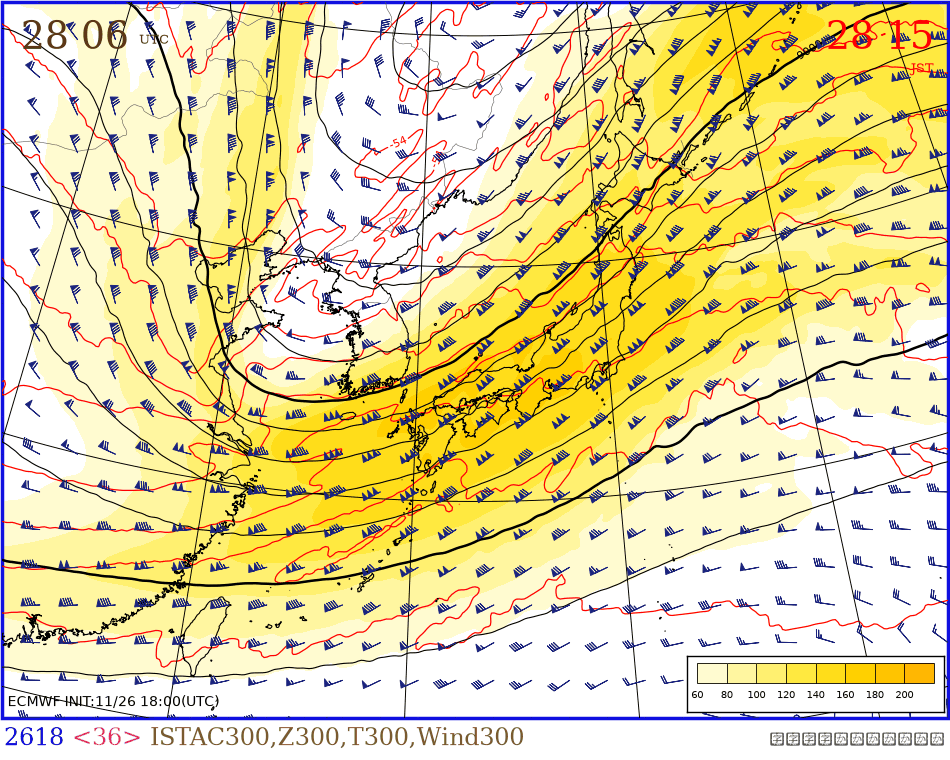 28 06 UTC
28 15
JST
9000
-54
60 80 100 120 140 160 180 200
ECMWF INIT:11/26 18:00(UTC)
2618 <36> ISTAC300,Z300,T300,Wind300